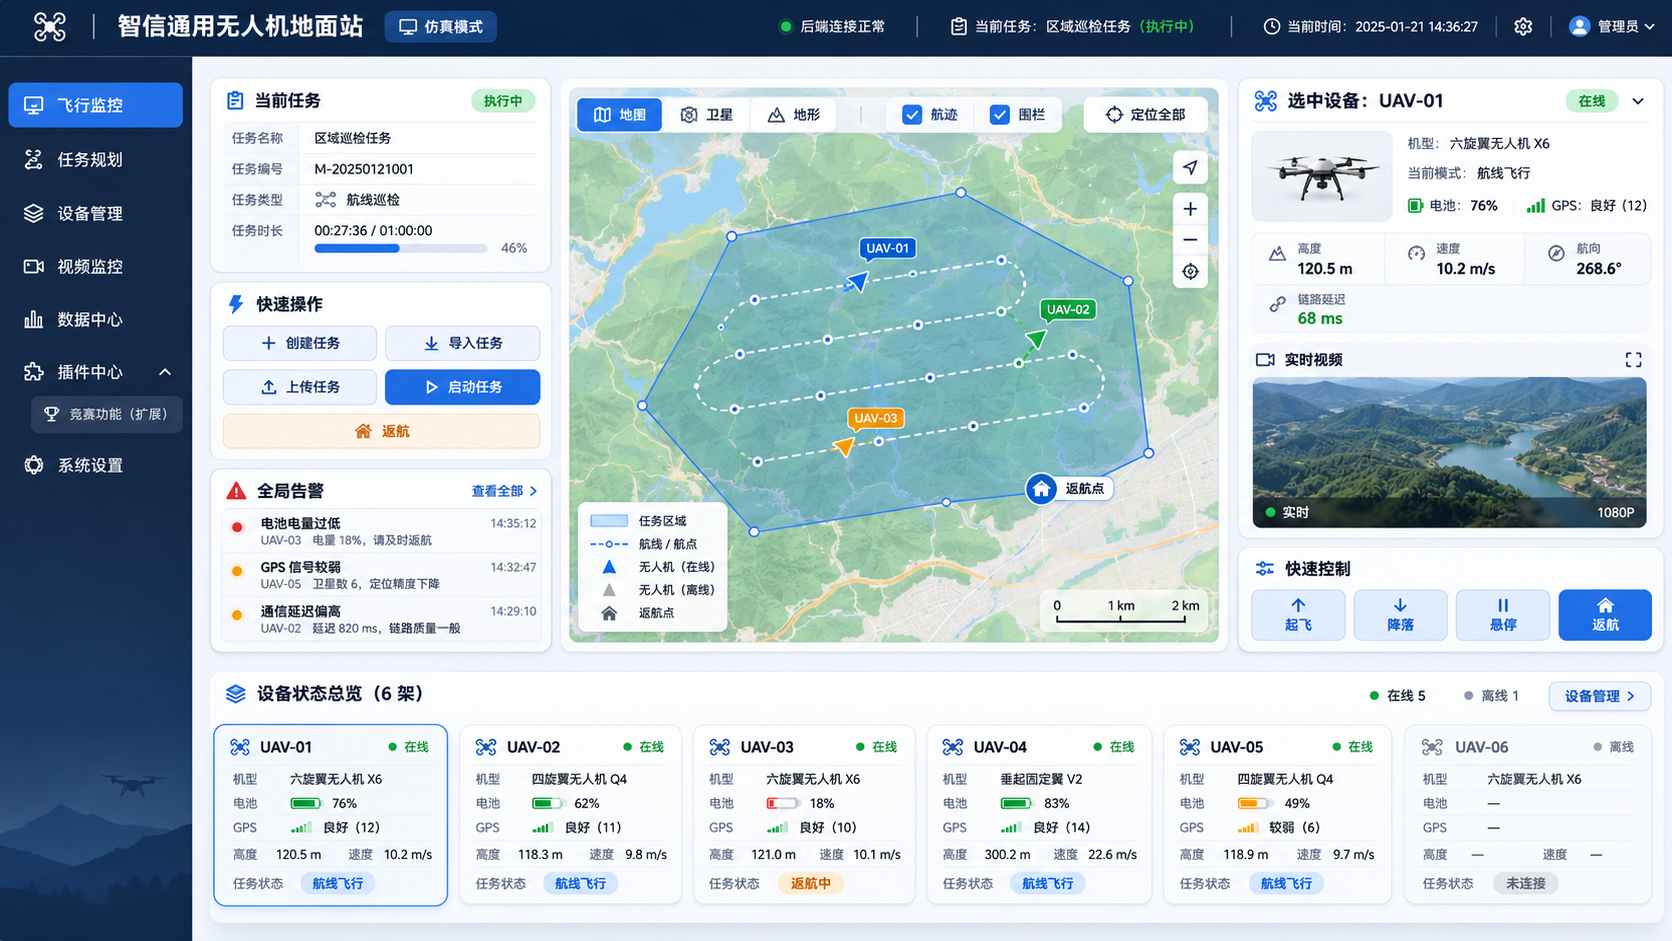 智信通用无人机地面站
仿真模式
后端连接正常
当前任务：区域巡检任务（执行中）
当前时间：2025-01-21 14:36:27
管理员
飞行监控
任务规划
设备管理
视频监控
数据中心
插件中心
竞赛功能（扩展）
系统设置
当前任务
执行中
任务名称 区域巡检任务
任务编号 M-20250121001
任务类型 航线巡检
任务时长 00:27:36 / 01:00:00
46%
快速操作
创建任务 导入任务
上传任务 启动任务
返航
全局告警 查看全部
电池电量过低 14:35:12
UAV-03 电量 18%，请及时返航
GPS 信号较弱 14:32:47
UAV-05 卫星数 6，定位精度下降
通信延迟偏高 14:29:10
UAV-02 延迟 820 ms，链路质量一般
地图 卫星 地形 航迹 围栏 定位全部
UAV-01
UAV-02
UAV-03
返航点
任务区域
航线 / 航点
无人机（在线）
无人机（离线）
返航点
0 1 km 2 km
选中设备：UAV-01 在线
机型：六旋翼无人机 X6
当前模式：航线飞行
电池：76% GPS：良好（12）
高度 速度 航向
120.5 m 10.2 m/s 268.6°
链路延迟
68 ms
实时视频
实时 1080P
快速控制
起飞 降落 悬停 返航
设备状态总览（6 架） 在线 5 离线 1 设备管理
UAV-01 在线
机型 六旋翼无人机 X6
电池 76%
GPS 良好（12）
高度 120.5 m 速度 10.2 m/s
任务状态 航线飞行
UAV-02 在线
机型 四旋翼无人机 Q4
电池 62%
GPS 良好（11）
高度 118.3 m 速度 9.8 m/s
任务状态 航线飞行
UAV-03 在线
机型 六旋翼无人机 X6
电池 18%
GPS 良好（10）
高度 121.0 m 速度 10.1 m/s
任务状态 返航中
UAV-04 在线
机型 垂起固定翼 V2
电池 83%
GPS 良好（14）
高度 300.2 m 速度 22.6 m/s
任务状态 航线飞行
UAV-05 在线
机型 四旋翼无人机 Q4
电池 49%
GPS 较弱（6）
高度 118.9 m 速度 9.7 m/s
任务状态 航线飞行
UAV-06 离线
机型 六旋翼无人机 X6
电池 —
GPS —
高度 — 速度 —
任务状态 未连接